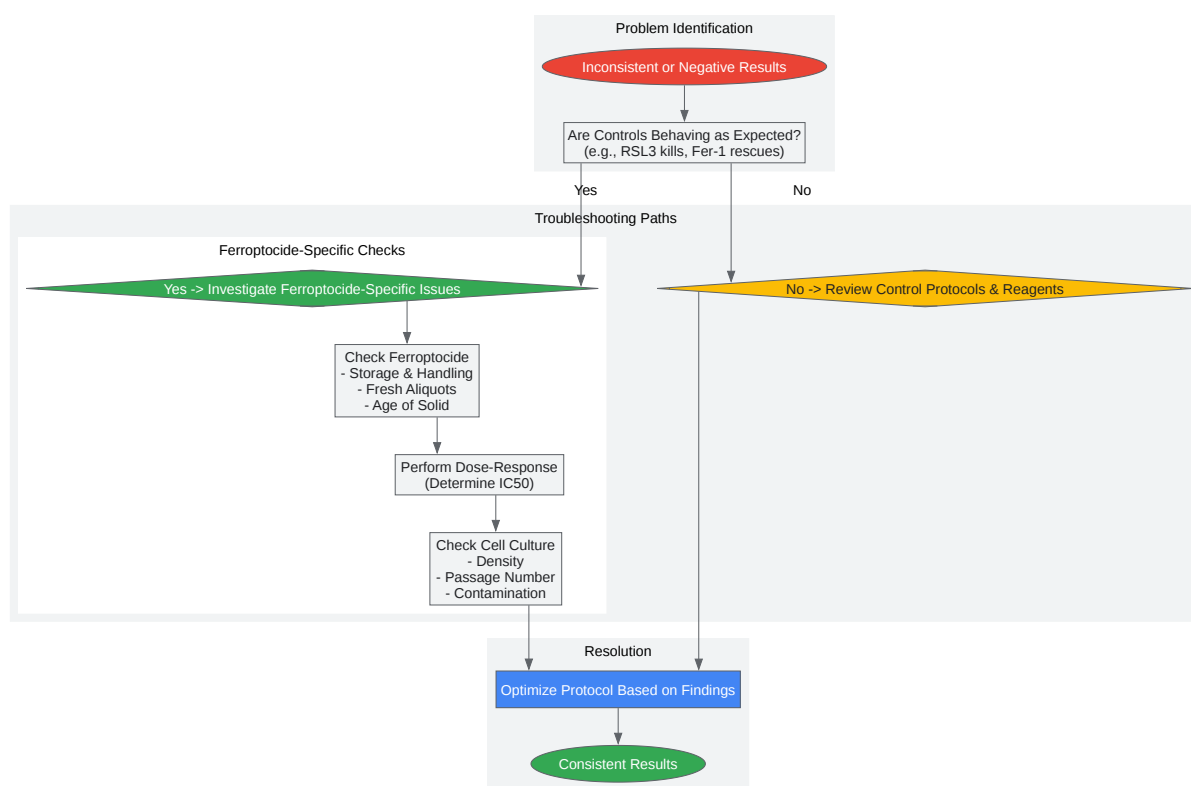 Problem Identification
Inconsistent or Negative Results
Are Controls Behaving as Expected?
(e.g., RSL3 kills, Fer-1 rescues)
Yes
No
Troubleshooting Paths
Ferroptocide-Specific Checks
Yes -> Investigate Ferroptocide-Specific Issues
No -> Review Control Protocols & Reagents
Check Ferroptocide
- Storage & Handling
- Fresh Aliquots
- Age of Solid
Perform Dose-Response
(Determine IC50)
Check Cell Culture
- Density
- Passage Number
- Contamination
Resolution
Optimize Protocol Based on Findings
Consistent Results